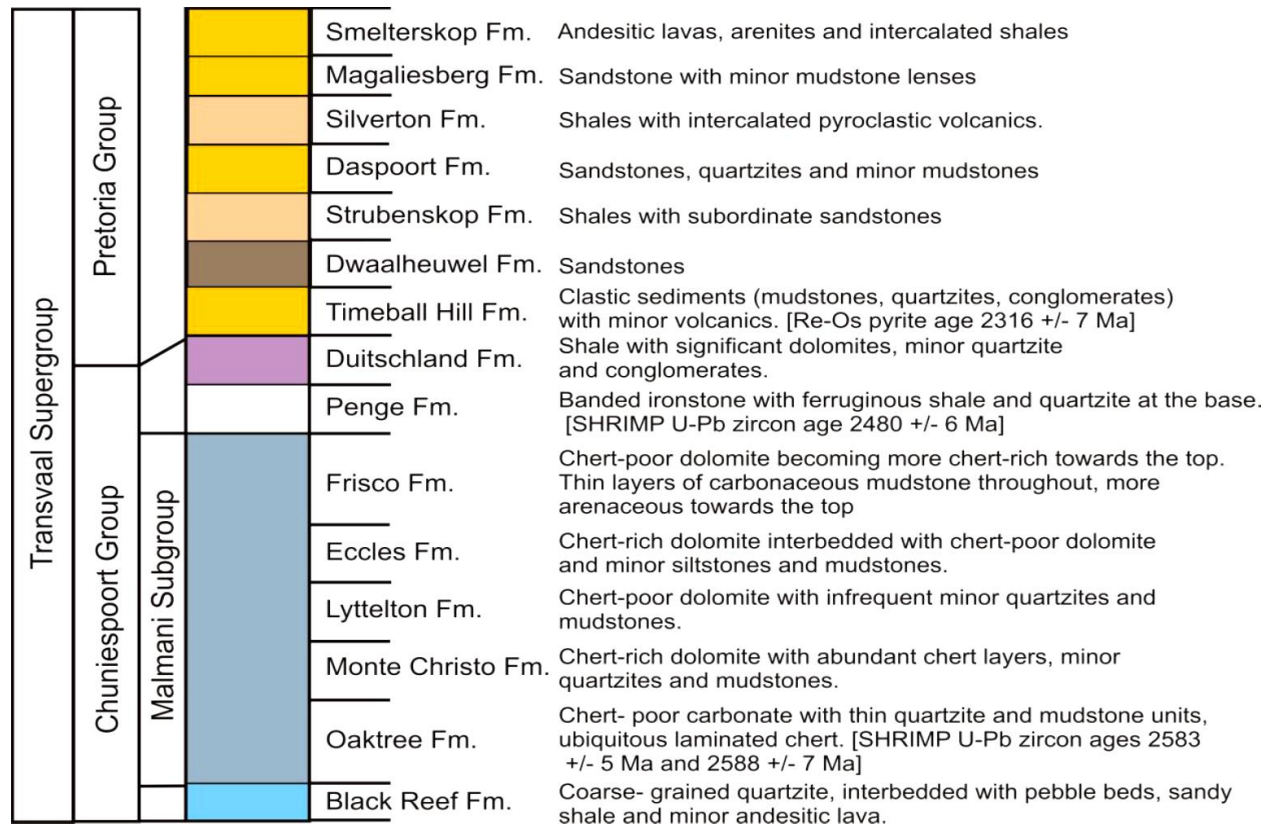 Transvaal Supergroup
Pretoria Group
Chuniespoort Group
Malmani Subgroup
Smelterskop Fm.
Andesitic lavas, arenites and intercalated shales
Magaliesberg Fm.
Sandstone with minor mudstone lenses
Silverton Fm.
Shales with intercalated pyroclastic volcanics.
Daspoort Fm.
Sandstones, quartzites and minor mudstones
Strubenskop Fm.
Shales with subordinate sandstones
Dwaalheuwel Fm.
Sandstones
Timeball Hill Fm.
Clastic sediments (mudstones, quartzites, conglomerates)
with minor volcanics. [Re-Os pyrite age 2316 +/- 7 Ma]
Duitschland Fm.
Shale with significant dolomites, minor quartzite
and conglomerates.
Penge Fm.
Banded ironstone with ferruginous shale and quartzite at the base.
[SHRIMP U-Pb zircon age 2480 +/- 6 Ma]
Frisco Fm.
Chert-poor dolomite becoming more chert-rich towards the top.
Thin layers of carbonaceous mudstone throughout, more
arenaceous towards the top
Eccles Fm.
Chert-rich dolomite interbedded with chert-poor dolomite
and minor siltstones and mudstones.
Lyttelton Fm.
Chert-poor dolomite with infrequent minor quartzites and
mudstones.
Monte Christo Fm.
Chert-rich dolomite with abundant chert layers, minor
quartzites and mudstones.
Oaktree Fm.
Chert- poor carbonate with thin quartzite and mudstone units,
ubiquitous laminated chert. [SHRIMP U-Pb zircon ages 2583
+/- 5 Ma and 2588 +/- 7 Ma]
Black Reef Fm.
Coarse- grained quartzite, interbedded with pebble beds, sandy
shale and minor andesitic lava.